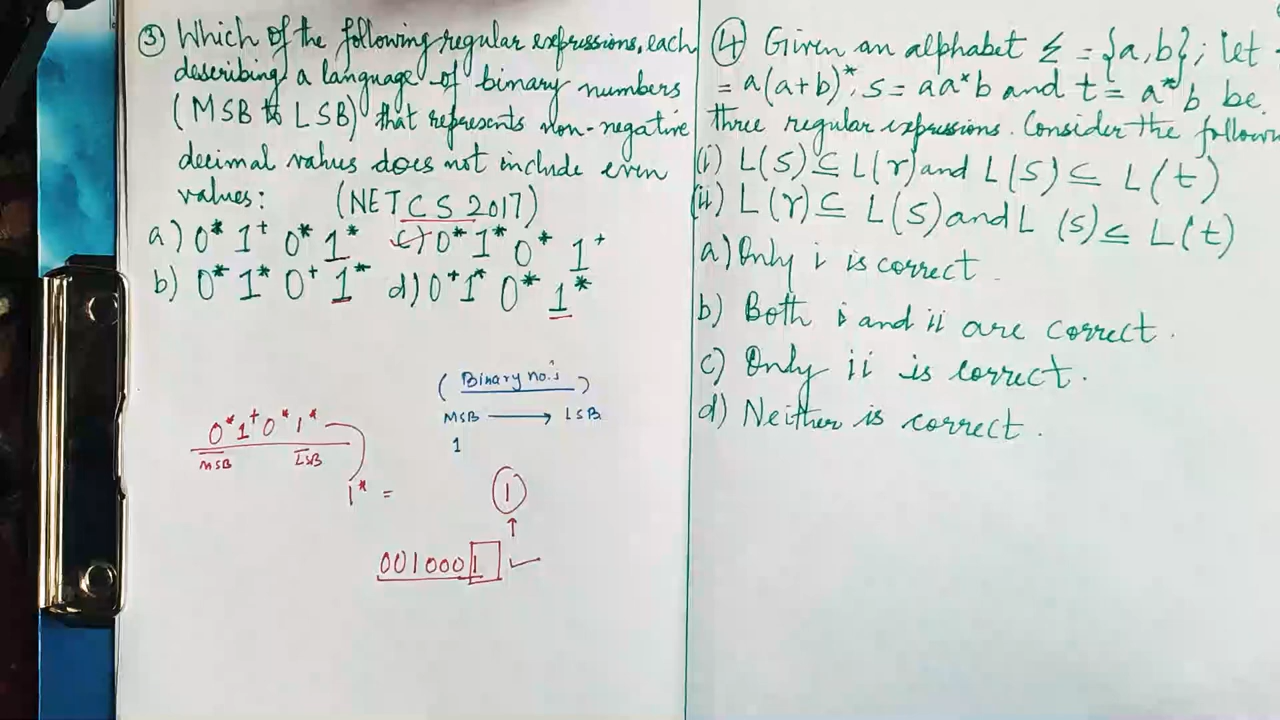 ③ Which of the following regular expressions, each
describing a language of binary numbers
(MSB to LSB) that represents non-negative
decimal values does not include even
values: (NET CS 2017)
a) 0* 1+ 0* 1* c) 0* 1* 0* 1+
b) 0* 1* 0+ 1* d) 0+ 1* 0* 1*
(Binary no.s)
MSB → LSB
1
0* 1+ 0* 1*
MSB LSB
1* =
1
↑
001000 1 ✓
④ Given an alphabet Σ = {a, b}; let
= a(a+b)*, s = aa*b and t = a*b be
three regular expressions. Consider the
(i) L(s) ⊆ L(r) and L(s) ⊆ L(t)
(ii) L(r) ⊆ L(s) and L(s) ⊆ L(t)
a) Only i is correct
b) Both i and ii are correct.
c) Only ii is correct.
d) Neither is correct.